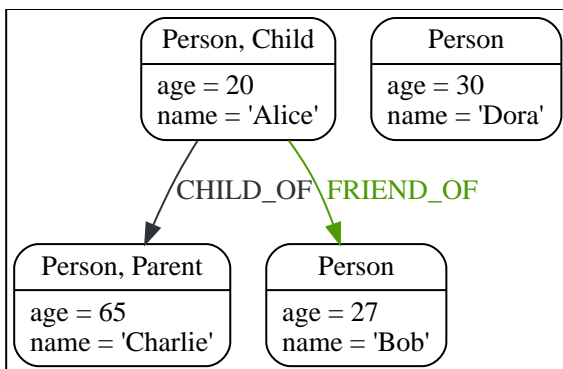 Person, Child
age = 20
name = 'Alice'
Person
age = 30
name = 'Dora'
CHILD_OF
FRIEND_OF
Person, Parent
age = 65
name = 'Charlie'
Person
age = 27
name = 'Bob'